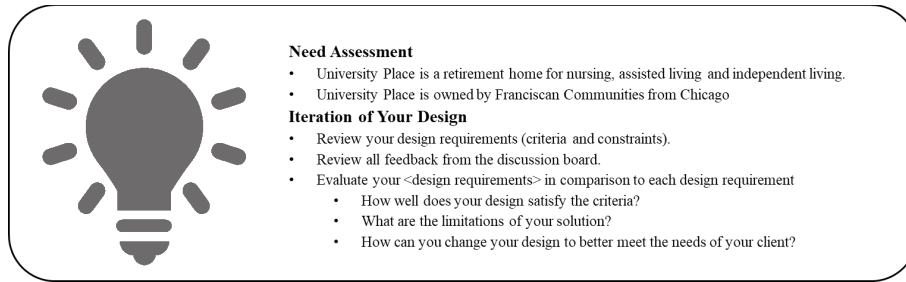 Need Assessment
• University Place is a retirement home for nursing, assisted living and independent living.
• University Place is owned by Franciscan Communities from Chicago
Iteration of Your Design
• Review your design requirements (criteria and constraints).
• Review all feedback from the discussion board.
• Evaluate your <design requirements> in comparison to each design requirement
• How well does your design satisfy the criteria?
• What are the limitations of your solution?
• How can you change your design to better meet the needs of your client?